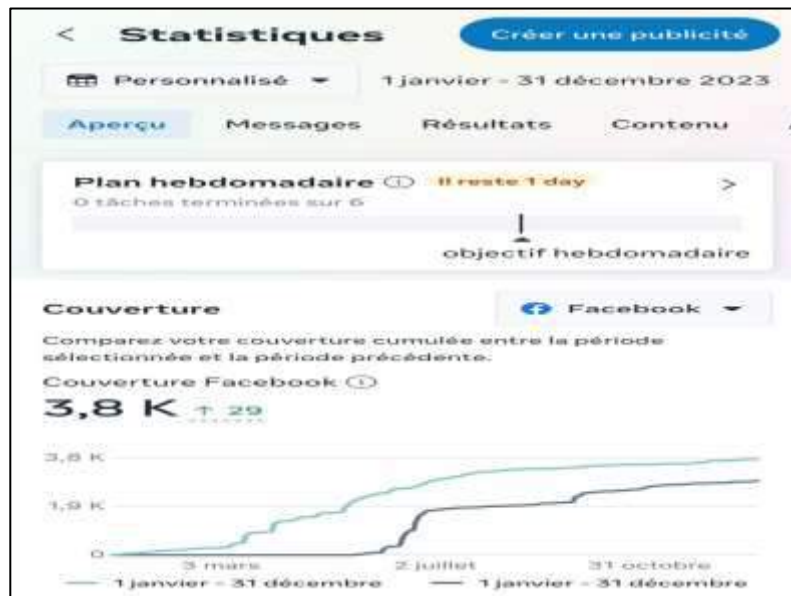 < Statistiques Créer une publicité
Personnalisé 1 janvier - 31 décembre 2023
Aperçu Messages Résultats Contenu
Plan hebdomadaire Il reste 1 day >
0 tâches terminées sur 6
objectif hebdomadaire
Couverture Facebook
Comparez votre couverture cumulée entre la période
sélectionnée et la période précédente.
Couverture Facebook
3,8 K ↑ 29
3,8 K
1,9 K
0
3 mars 2 juillet 31 octobre
1 janvier - 31 décembre 1 janvier - 31 décembre